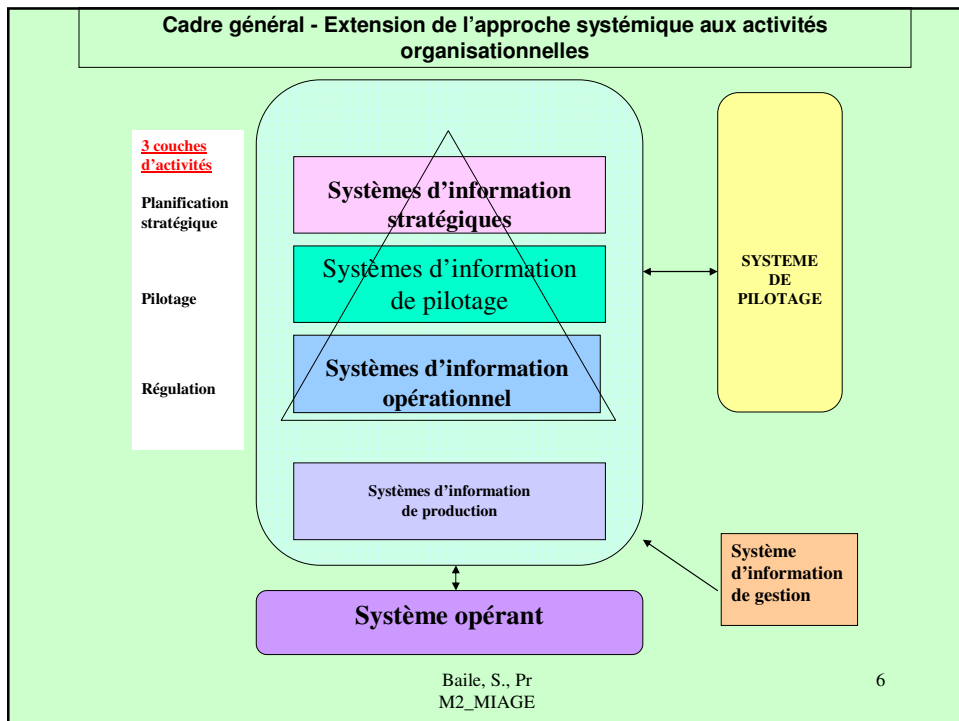 Cadre général - Extension de l'approche systémique aux activités
organisationnelles
3 couches
d'activités
Planification
stratégique
Pilotage
Régulation
Systèmes d'information
stratégiques
Systèmes d'information
de pilotage
Systèmes d'information
opérationnel
Systèmes d'information
de production
SYSTEME
DE
PILOTAGE
Système
d'information
de gestion
Système opérant
Baile, S., Pr
M2_MIAGE
6